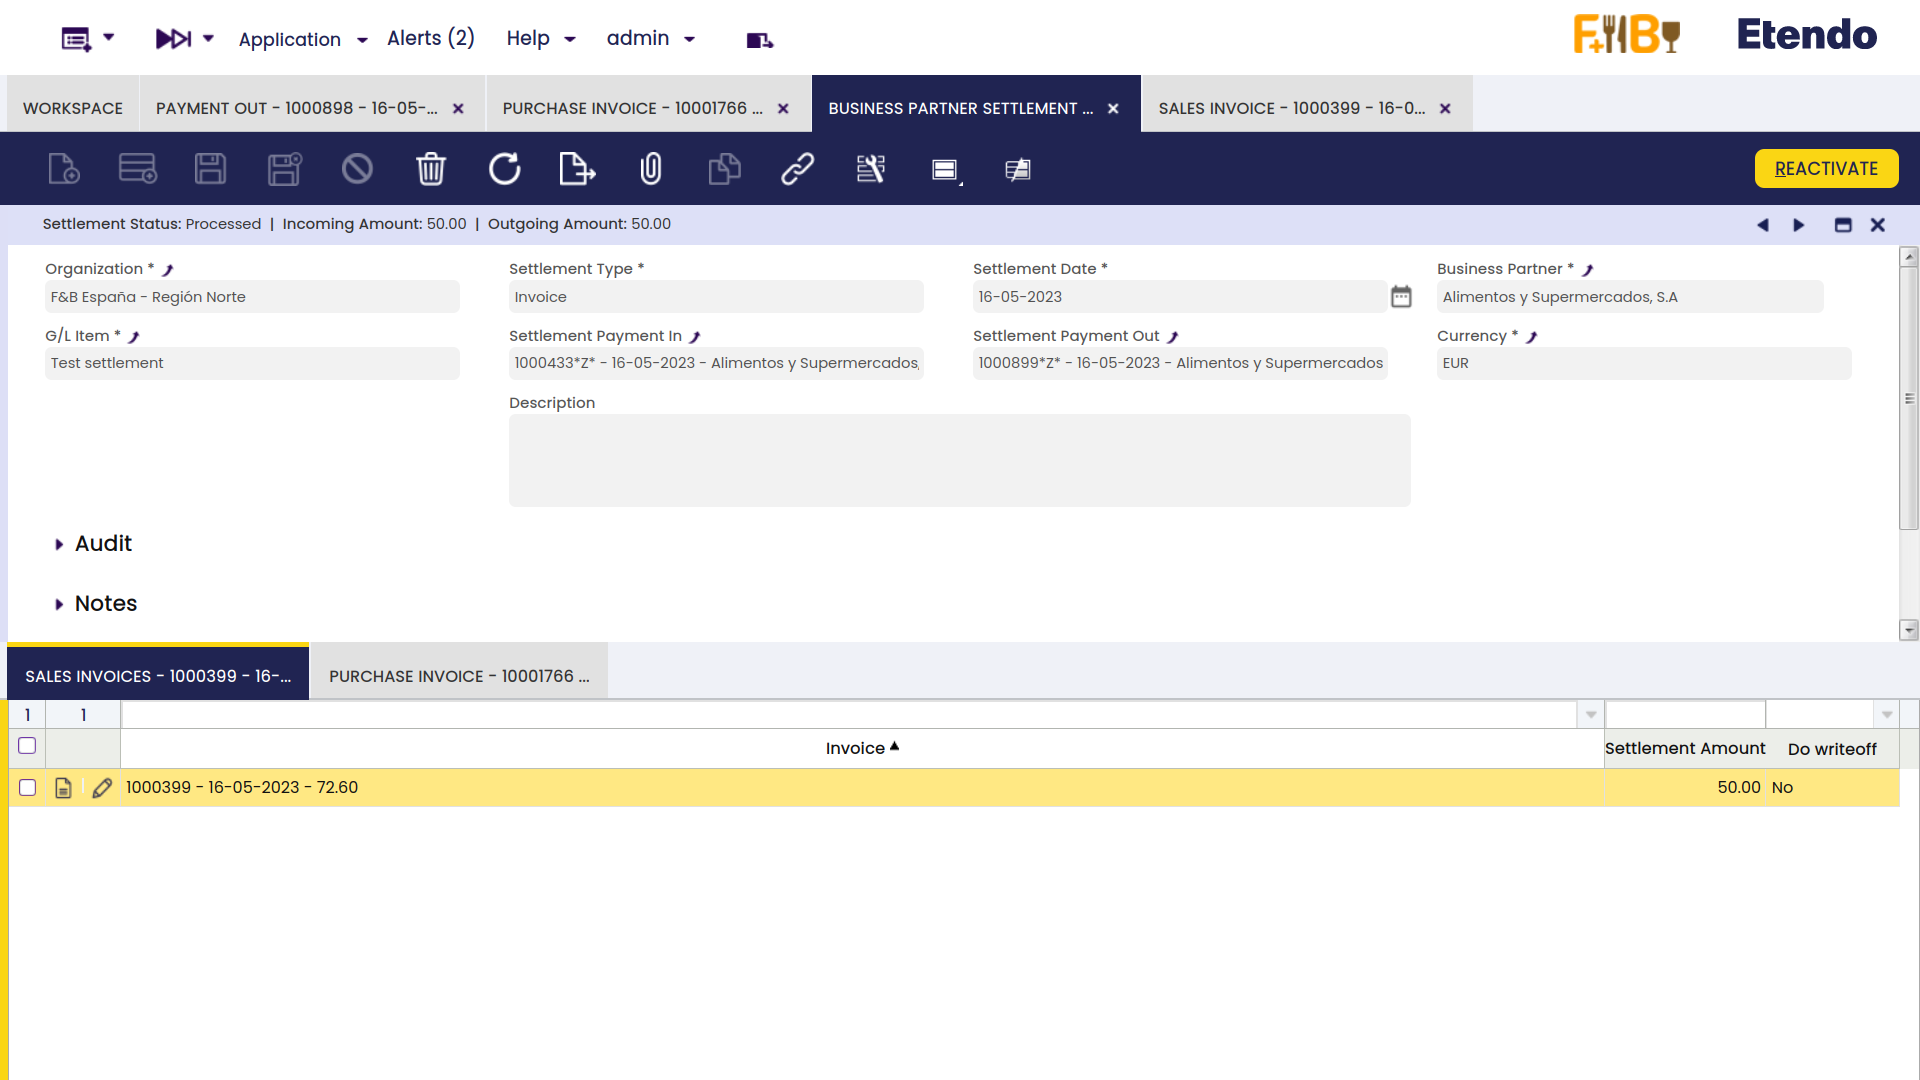 Application Alerts (2) Help admin F&B Etendo
WORKSPACE PAYMENT OUT - 1000898 - 16-05-... PURCHASE INVOICE - 10001766 ... BUSINESS PARTNER SETTLEMENT ... SALES INVOICE - 1000399 - 16-0...
REACTIVATE
Settlement Status: Processed | Incoming Amount: 50.00 | Outgoing Amount: 50.00
Organization * Settlement Type * Settlement Date * Business Partner *
F&B España - Región Norte Invoice 16-05-2023 Alimentos y Supermercados, S.A
G/L Item * Settlement Payment In Settlement Payment Out Currency *
Test settlement 1000433*Z* - 16-05-2023 - Alimentos y Supermercados, 1000899*Z* - 16-05-2023 - Alimentos y Supermercados EUR
Description
Audit
Notes
SALES INVOICES - 1000399 - 16-... PURCHASE INVOICE - 10001766 ...
1 1
Invoice Settlement Amount Do writeoff
1000399 - 16-05-2023 - 72.60 50.00 No